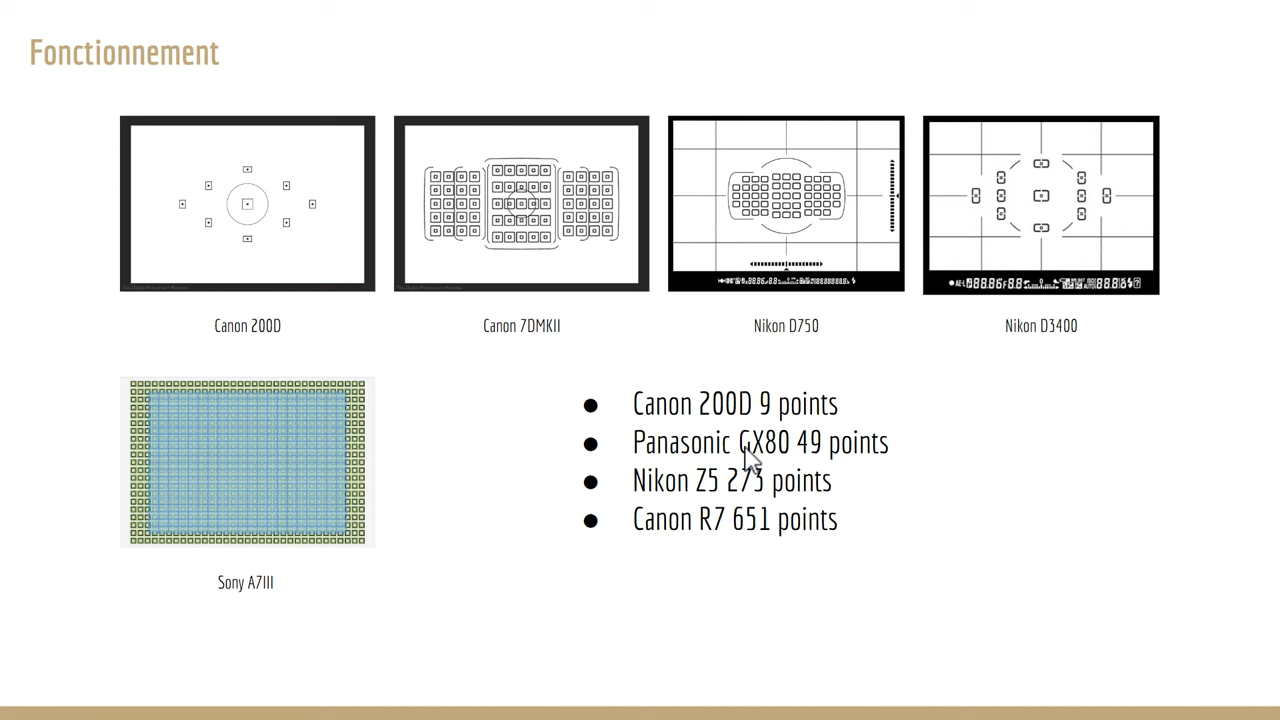 Fonctionnement
Canon 200D
Canon 7DMKII
Nikon D750
Nikon D3400
Sony A7III
● Canon 200D 9 points
● Panasonic GX80 49 points
● Nikon Z5 273 points
● Canon R7 651 points